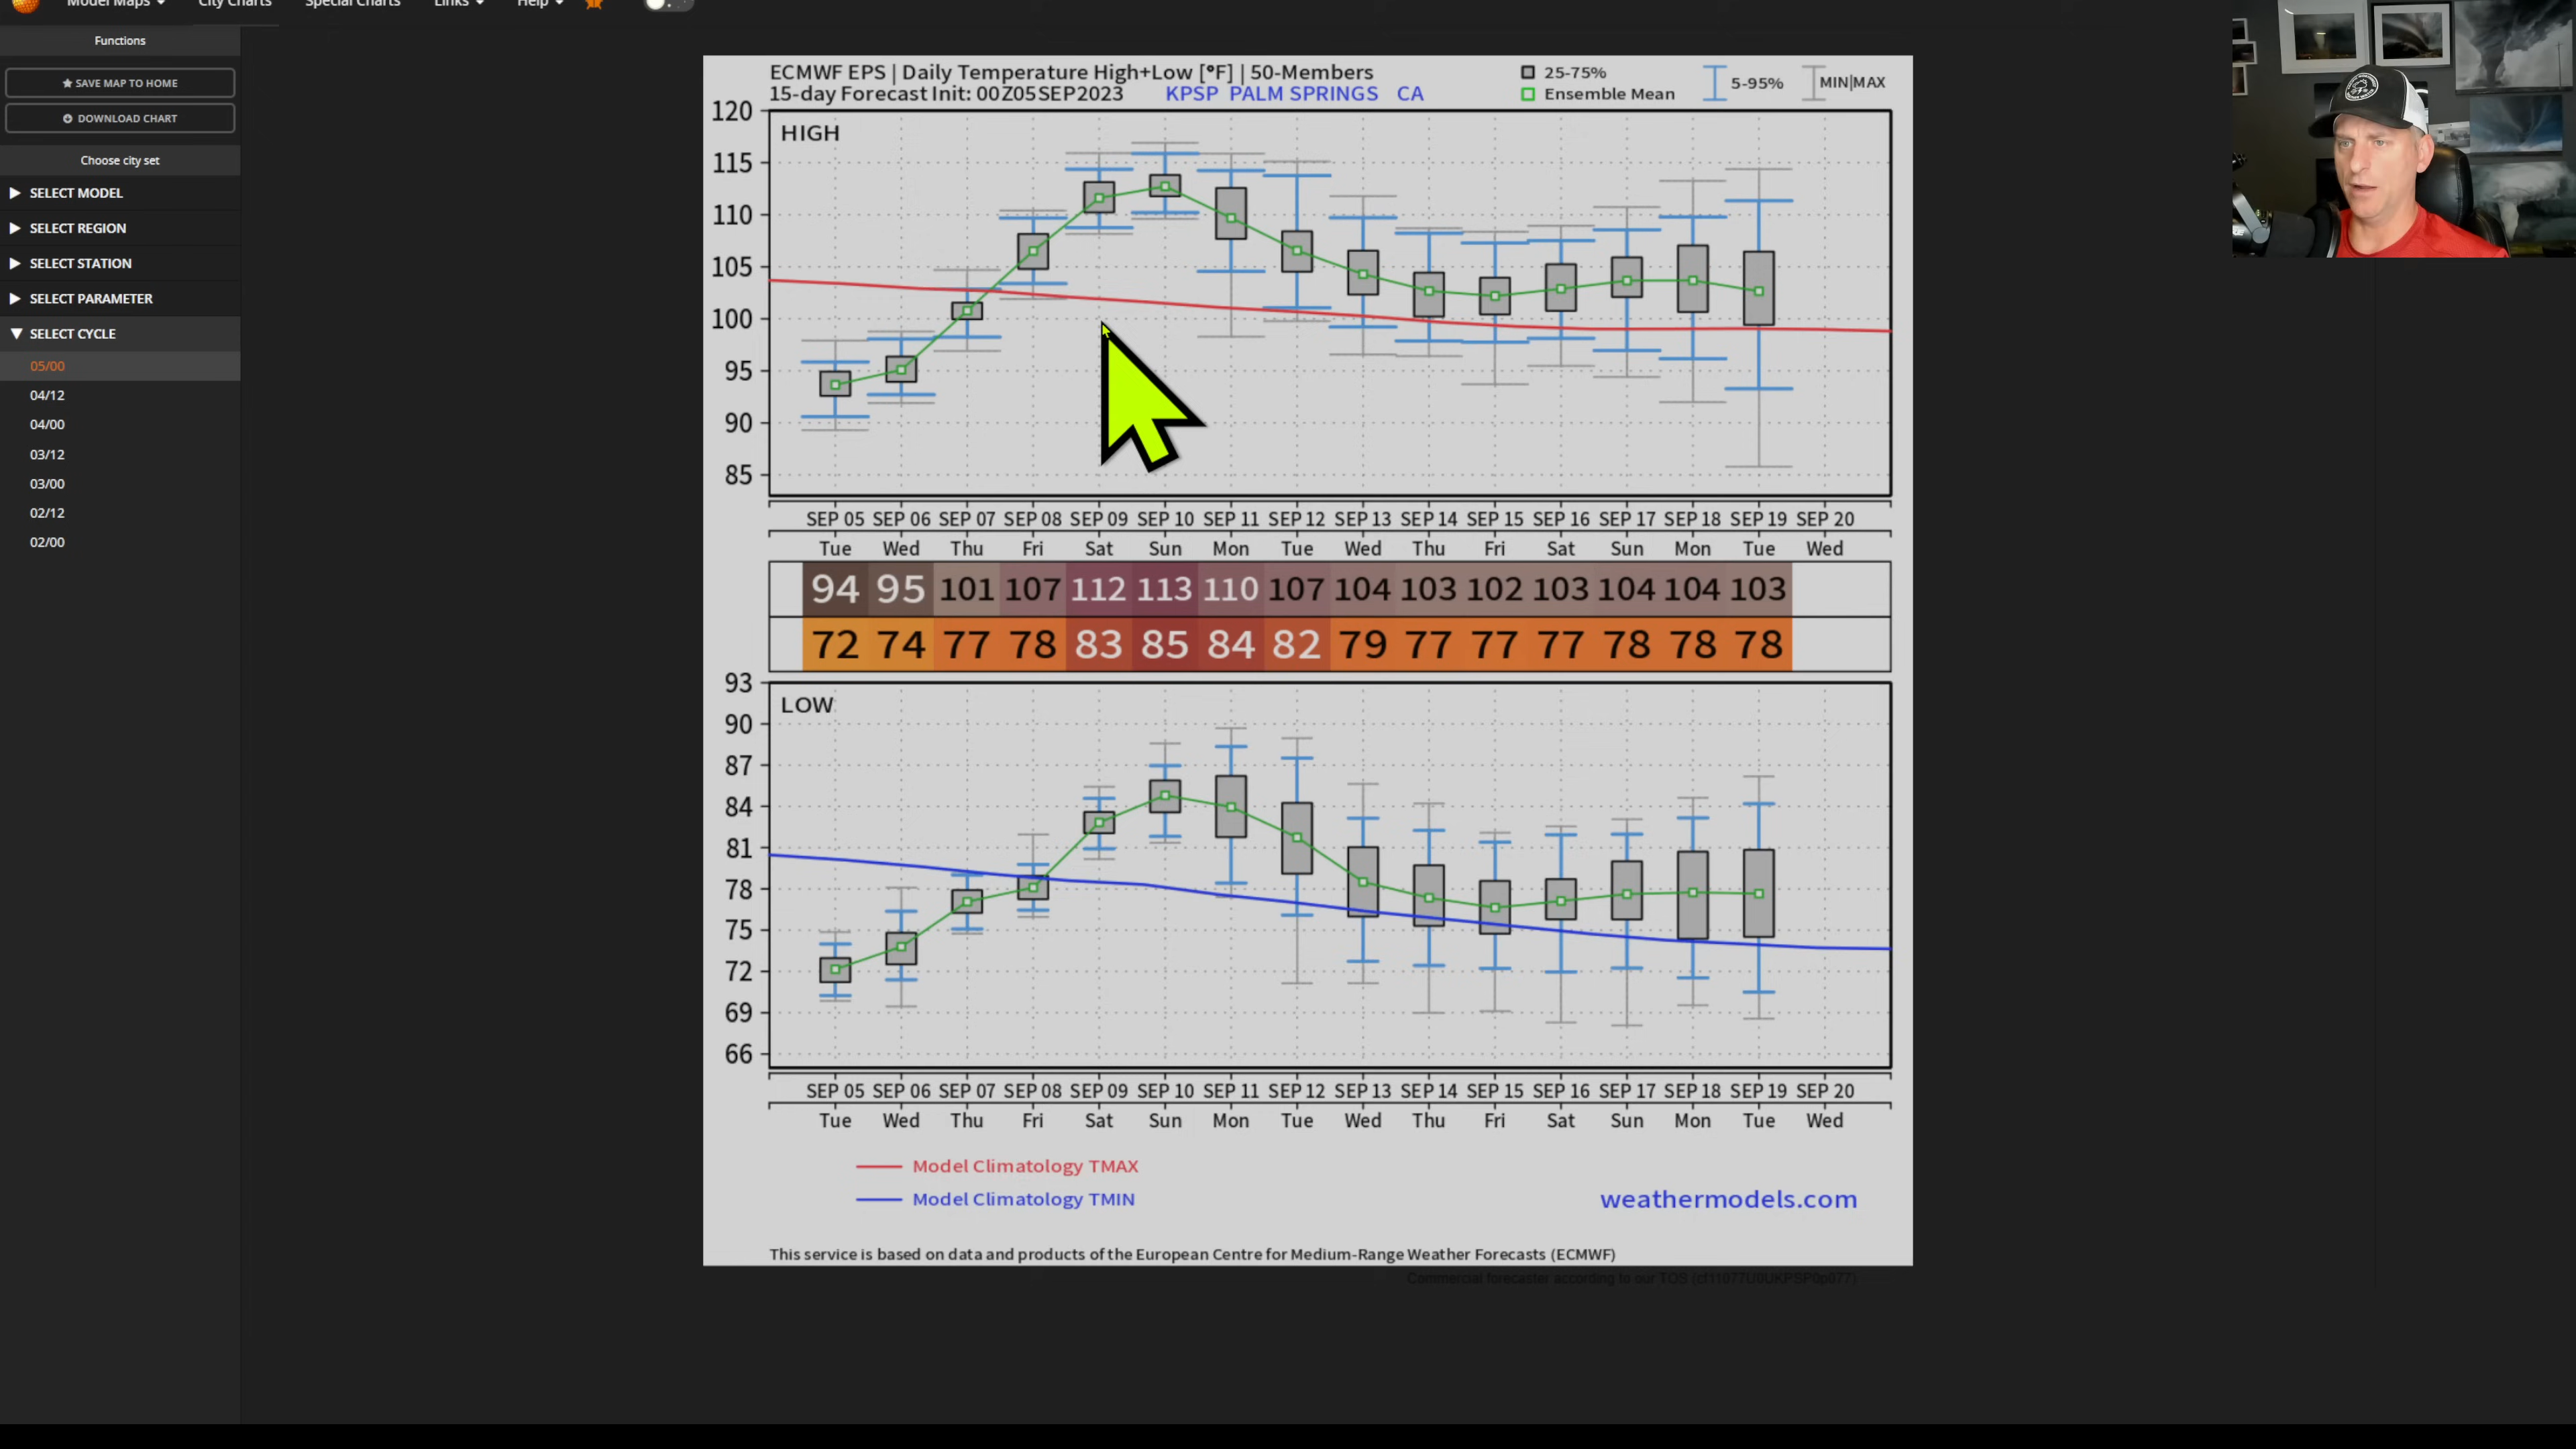 Model Maps City Charts Special Charts Links Help
Functions
SAVE MAP TO HOME
DOWNLOAD CHART
Choose city set
SELECT MODEL
SELECT REGION
SELECT STATION
SELECT PARAMETER
SELECT CYCLE
05/00
04/12
04/00
03/12
03/00
02/12
02/00
ECMWF EPS | Daily Temperature High+Low [°F] | 50-Members
15-day Forecast Init: 00Z05SEP2023 KPSP PALM SPRINGS CA
25-75% 5-95% MIN|MAX
Ensemble Mean
HIGH
120
115
110
105
100
95
90
85
SEP 05 SEP 06 SEP 07 SEP 08 SEP 09 SEP 10 SEP 11 SEP 12 SEP 13 SEP 14 SEP 15 SEP 16 SEP 17 SEP 18 SEP 19 SEP 20
Tue Wed Thu Fri Sat Sun Mon Tue Wed Thu Fri Sat Sun Mon Tue Wed
94 95 101 107 112 113 110 107 104 103 102 103 104 104 103
72 74 77 78 83 85 84 82 79 77 77 77 78 78 78
LOW
93
90
87
84
81
78
75
72
69
66
SEP 05 SEP 06 SEP 07 SEP 08 SEP 09 SEP 10 SEP 11 SEP 12 SEP 13 SEP 14 SEP 15 SEP 16 SEP 17 SEP 18 SEP 19 SEP 20
Tue Wed Thu Fri Sat Sun Mon Tue Wed Thu Fri Sat Sun Mon Tue Wed
Model Climatology TMAX
Model Climatology TMIN
weathermodels.com
This service is based on data and products of the European Centre for Medium-Range Weather Forecasts (ECMWF)
Commercial forecaster according to our TOS